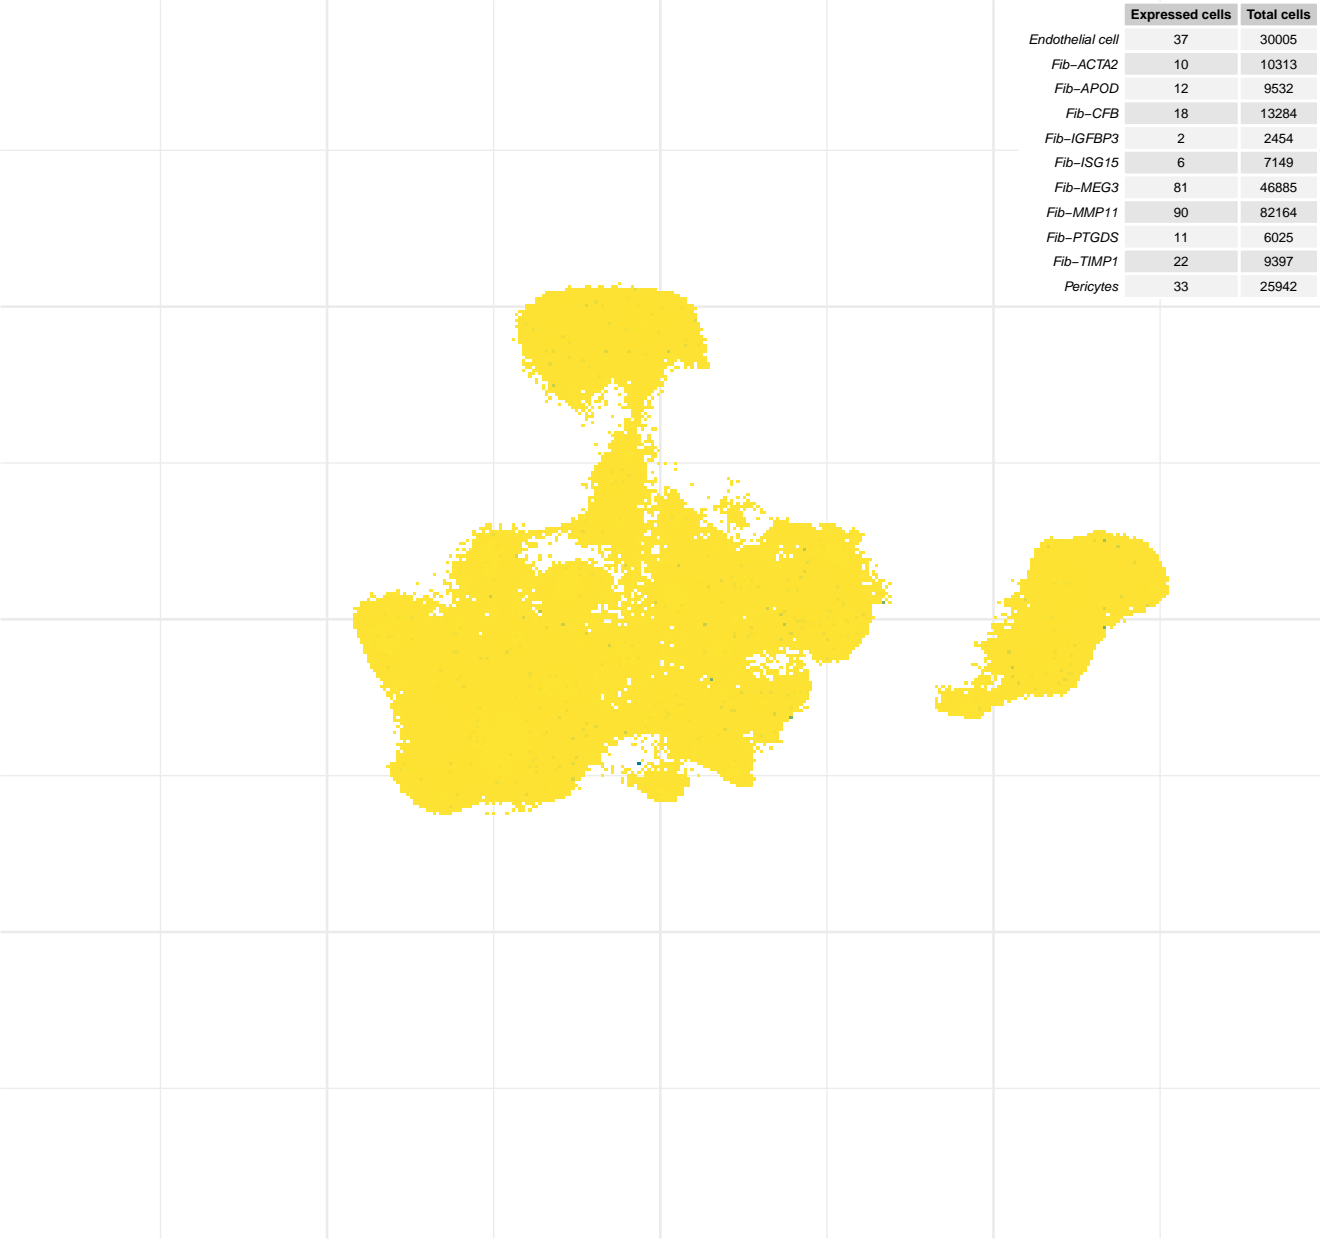 Expressed cells Total cells
Endothelial cell 37 30005
Fib−ACTA2 10 10313
Fib−APOD 12 9532
Fib−CFB 18 13284
Fib−IGFBP3 2 2454
Fib−ISG15 6 7149
Fib−MEG3 81 46885
Fib−MMP11 90 82164
Fib−PTGDS 11 6025
Fib−TIMP1 22 9397
Pericytes 33 25942